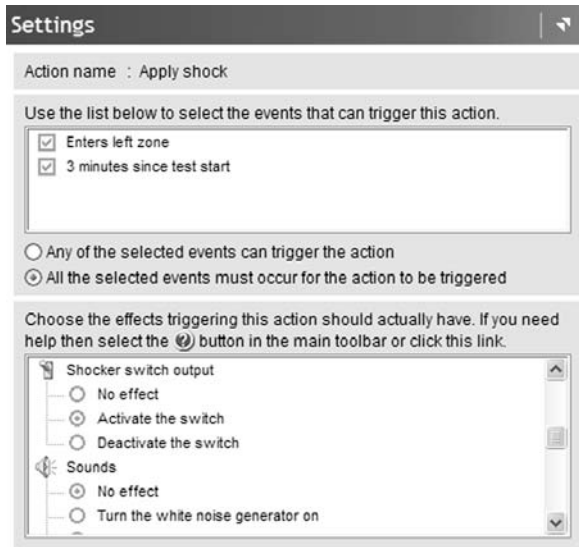 Settings
Action name : Apply shock
Use the list below to select the events that can trigger this action.
Enters left zone
3 minutes since test start
Any of the selected events can trigger the action
All the selected events must occur for the action to be triggered
Choose the effects triggering this action should actually have. If you need
help then select the ? button in the main toolbar or click this link.
Shocker switch output
No effect
Activate the switch
Deactivate the switch
Sounds
No effect
Turn the white noise generator on